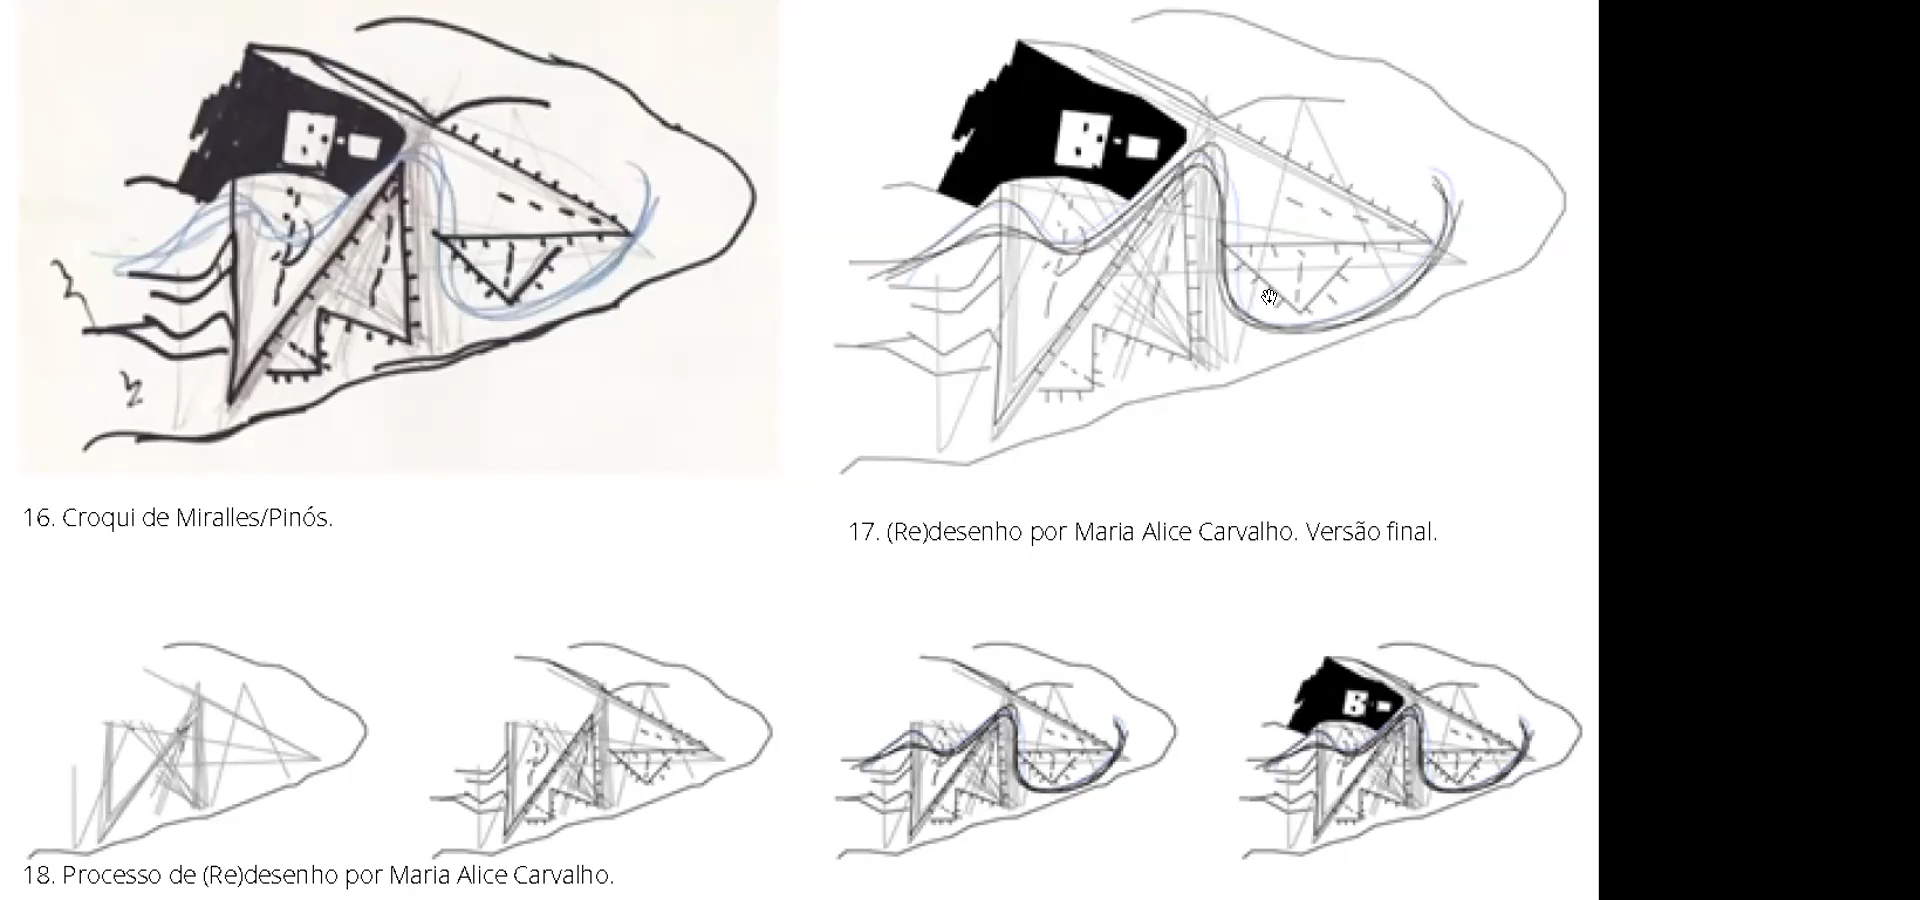 16. Croqui de Miralles/Pinós.
17. (Re)desenho por Maria Alice Carvalho. Versão final.
18. Processo de (Re)desenho por Maria Alice Carvalho.